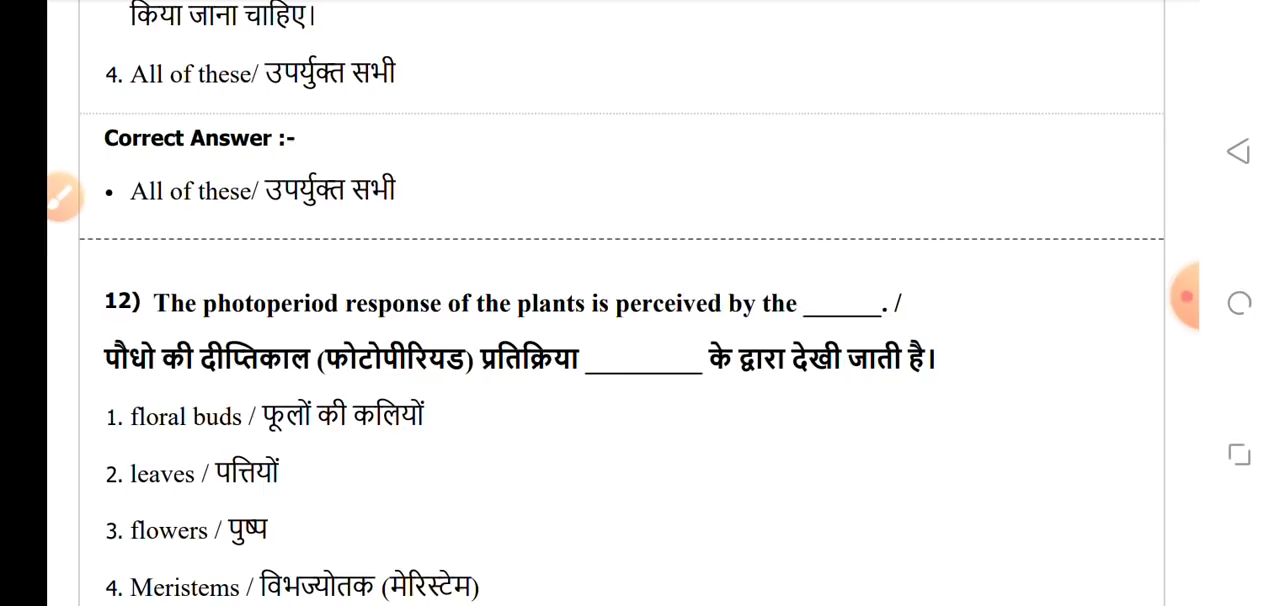 किया जाना चाहिए।
4. All of these/ उपर्युक्त सभी
Correct Answer :-
• All of these/ उपर्युक्त सभी
12) The photoperiod response of the plants is perceived by the ______. /
पौधो की दीप्तिकाल (फोटोपीरियड) प्रतिक्रिया ________ के द्वारा देखी जाती है।
1. floral buds / फूलों की कलियों
2. leaves / पत्तियों
3. flowers / पुष्प
4. Meristems / विभज्योतक (मेरिस्टेम)